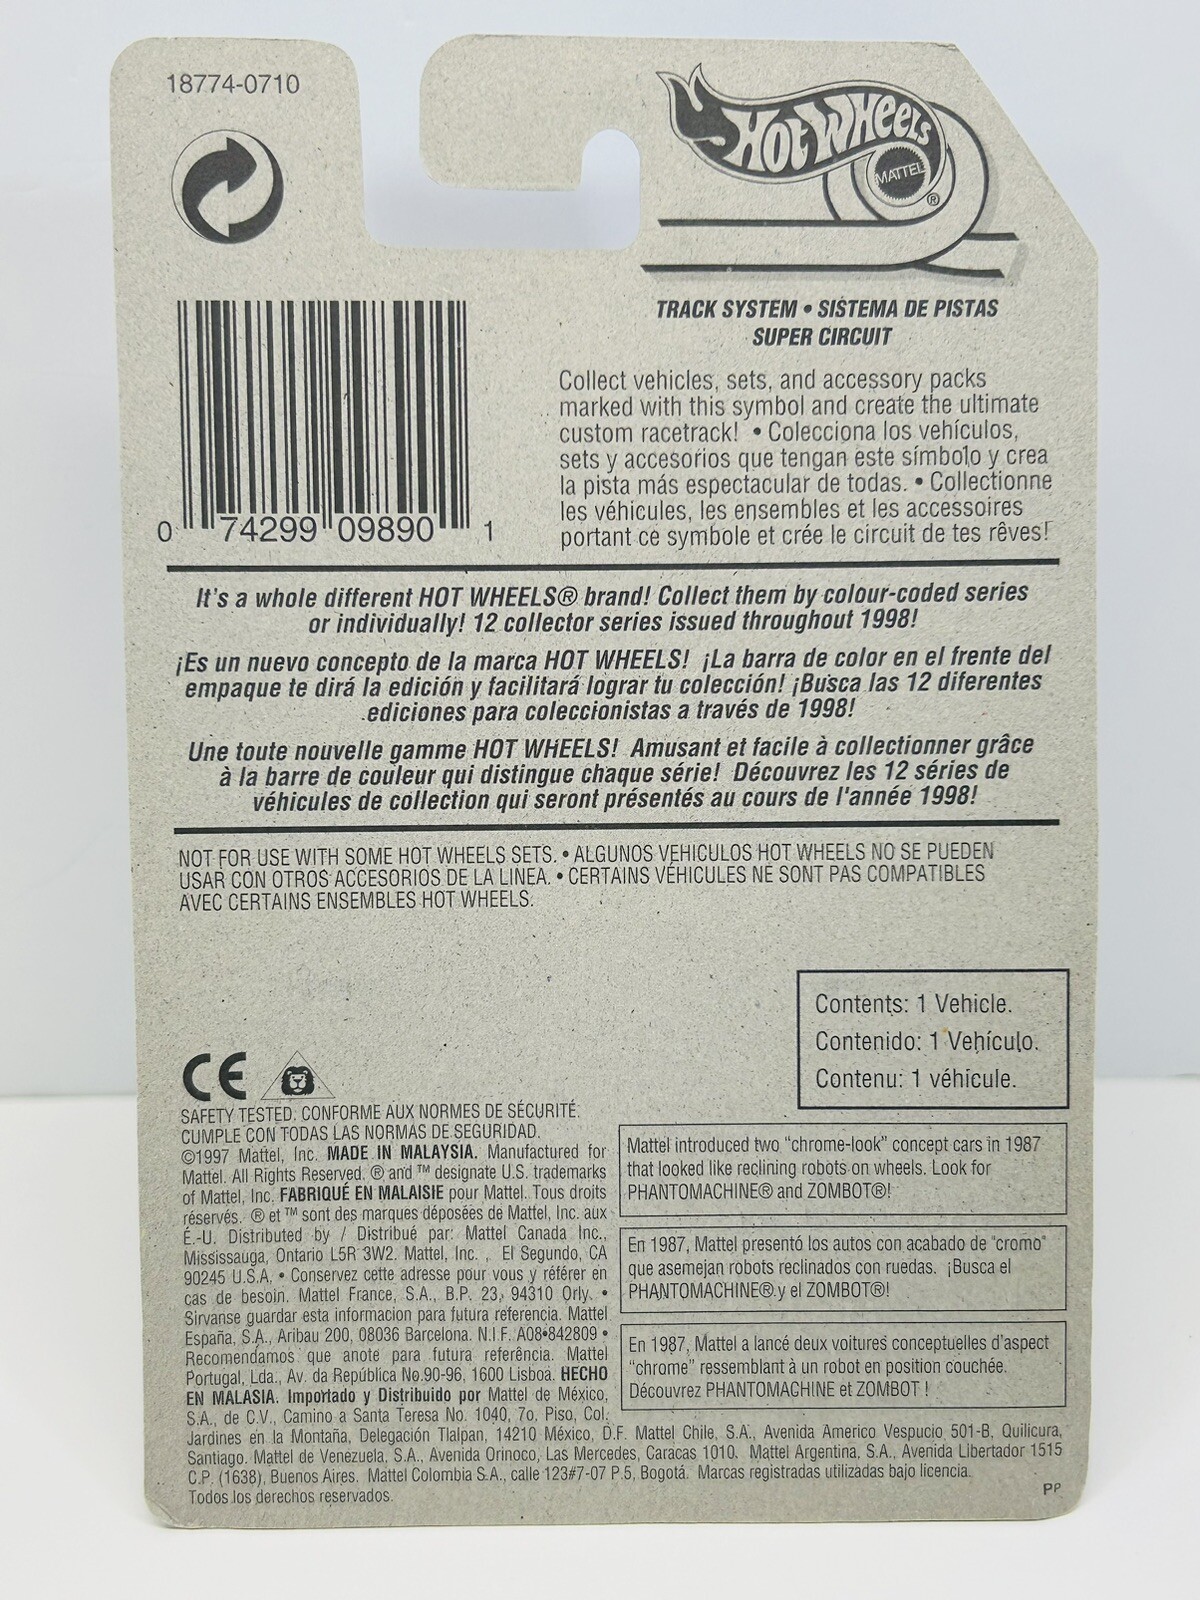 18774-0710
HOT WHEELS
MATTEL
®
TRACK SYSTEM • SISTEMA DE PISTAS
SUPER CIRCUIT
Collect vehicles, sets, and accessory packs
marked with this symbol and create the ultimate
custom racetrack! • Colecciona los vehículos,
sets y accesorios que tengan este símbolo y crea
la pista más espectacular de todas. • Collectionne
les véhicules, les ensembles et les accessoires
portant ce symbole et crée le circuit de tes rêves!
0 74299 09890 1
It's a whole different HOT WHEELS® brand! Collect them by colour-coded series
or individually! 12 collector series issued throughout 1998!
¡Es un nuevo concepto de la marca HOT WHEELS! ¡La barra de color en el frente del
empaque te dirá la edición y facilitará lograr tu colección! ¡Busca las 12 diferentes
ediciones para coleccionistas a través de 1998!
Une toute nouvelle gamme HOT WHEELS! Amusant et facile à collectionner grâce
à la barre de couleur qui distingue chaque série! Découvrez les 12 séries de
véhicules de collection qui seront présentés au cours de l'année 1998!
NOT FOR USE WITH SOME HOT WHEELS SETS. • ALGUNOS VEHICULOS HOT WHEELS NO SE PUEDEN
USAR CON OTROS ACCESORIOS DE LA LINEA. • CERTAINS VÉHICULES NE SONT PAS COMPATIBLES
AVEC CERTAINS ENSEMBLES HOT WHEELS.
Contents: 1 Vehicle.
Contenido: 1 Vehículo.
Contenu: 1 véhicule.
CE
SAFETY TESTED. CONFORME AUX NORMES DE SÉCURITÉ.
CUMPLE CON TODAS LAS NORMAS DE SEGURIDAD.
©1997 Mattel, Inc. MADE IN MALAYSIA. Manufactured for
Mattel. All Rights Reserved. ® and ™ designate U.S. trademarks
of Mattel, Inc. FABRIQUÉ EN MALAISIE pour Mattel. Tous droits
réservés. ® et ™ sont des marques déposées de Mattel, Inc. aux
É.-U. Distributed by / Distribué par: Mattel Canada Inc.,
Mississauga, Ontario L5R 3W2. Mattel, Inc. , El Segundo, CA
90245 U.S.A. • Conservez cette adresse pour vous y référer en
cas de besoin. Mattel France, S.A., B.P. 23, 94310 Orly. •
Sirvanse guardar esta informacion para futura referencia. Mattel
España, S.A., Aribau 200, 08036 Barcelona. N.I.F. A08-842809 •
Recomendamos que anote para futura referência. Mattel
Portugal, Lda., Av. da República No.90-96, 1600 Lisboa. HECHO
EN MALASIA. Importado y Distribuido por Mattel de México,
S.A., de C.V., Camino a Santa Teresa No. 1040, 7o. Piso, Col.
Jardines en la Montaña, Delegación Tlalpan, 14210 México, D.F. Mattel Chile, S.A., Avenida Americo Vespucio 501-B, Quilicura,
Santiago. Mattel de Venezuela, S.A., Avenida Orinoco, Las Mercedes, Caracas 1010. Mattel Argentina, S.A., Avenida Libertador 1515
C.P. (1638), Buenos Aires. Mattel Colombia S.A., calle 123#7-07 P.5, Bogotá. Marcas registradas utilizadas bajo licencia.
Todos los derechos reservados.
Mattel introduced two "chrome-look" concept cars in 1987
that looked like reclining robots on wheels. Look for
PHANTOMACHINE® and ZOMBOT®!
En 1987, Mattel presentó los autos con acabado de "cromo"
que asemejan robots reclinados con ruedas. ¡Busca el
PHANTOMACHINE® y el ZOMBOT®!
En 1987, Mattel a lancé deux voitures conceptuelles d'aspect
"chrome" ressemblant à un robot en position couchée.
Découvrez PHANTOMACHINE et ZOMBOT !
PP